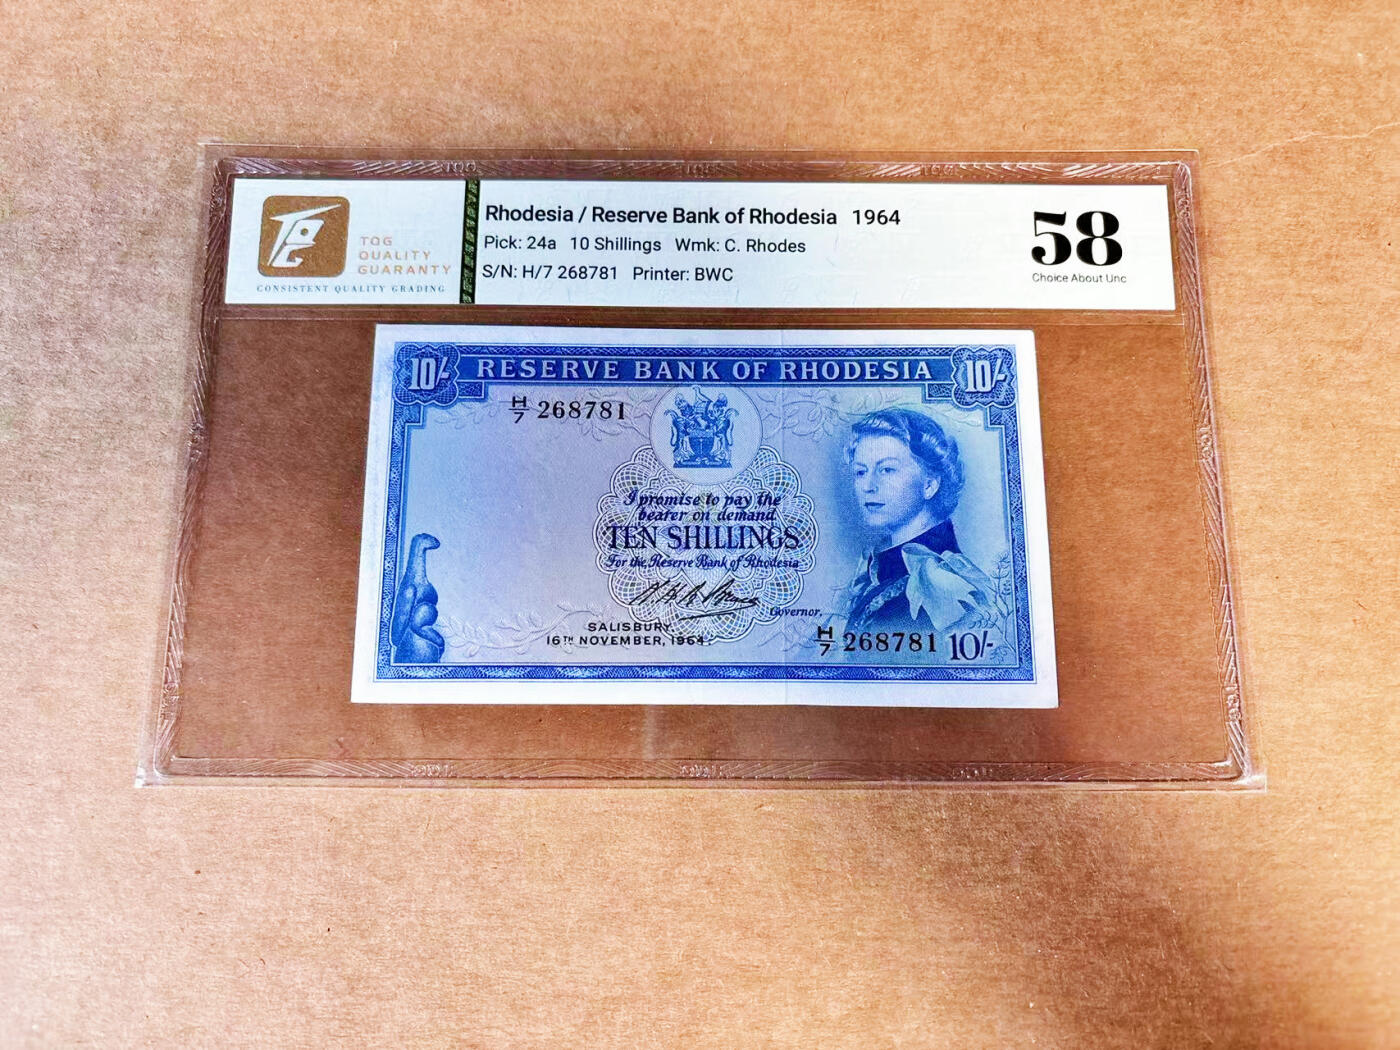 TQG
QUALITY
GUARANTY
CONSISTENT QUALITY GRADING
Rhodesia / Reserve Bank of Rhodesia 1964
Pick: 24a 10 Shillings Wmk: C. Rhodes
S/N: H/7 268781 Printer: BWC
58
Choice About Unc
10/- RESERVE BANK OF RHODESIA 10/-
H/7 268781
I promise to pay the
bearer on demand
TEN SHILLINGS
For the Reserve Bank of Rhodesia
Governor.
SALISBURY
16TH NOVEMBER, 1964.
H/7 268781 10/-